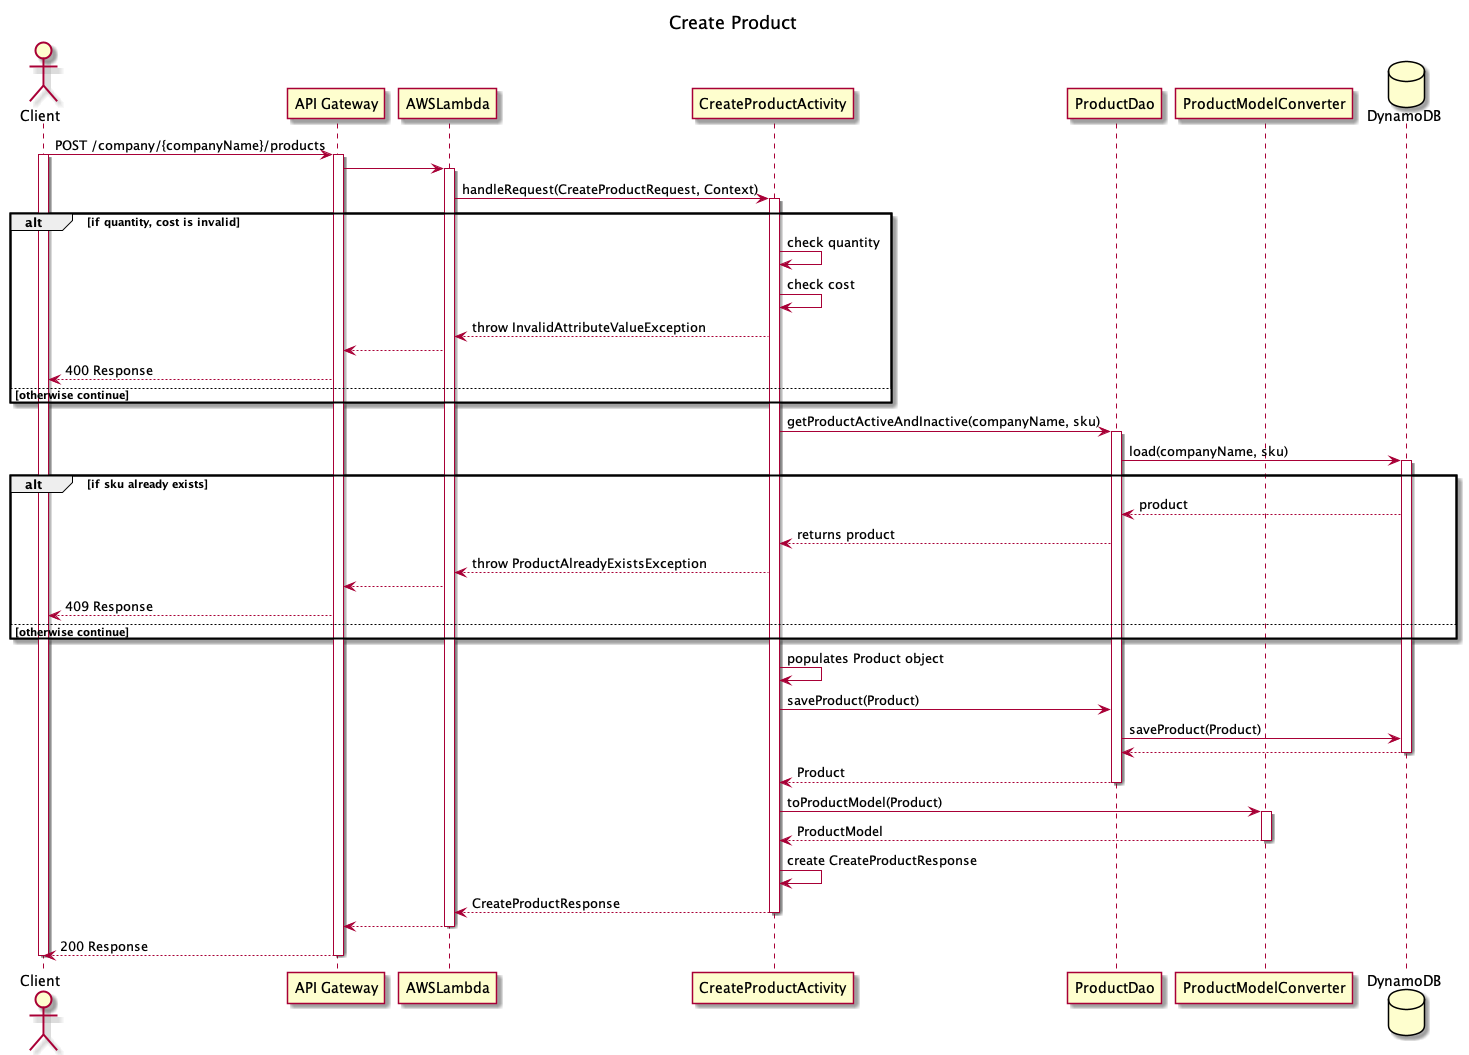 Create Product
Client
API Gateway
AWSLambda
CreateProductActivity
ProductDao
ProductModelConverter
DynamoDB
POST /company/{companyName}/products
handleRequest(CreateProductRequest, Context)
alt
[if quantity, cost is invalid]
check quantity
check cost
throw InvalidAttributeValueException
400 Response
[otherwise continue]
getProductActiveAndInactive(companyName, sku)
load(companyName, sku)
alt
[if sku already exists]
product
returns product
throw ProductAlreadyExistsException
409 Response
[otherwise continue]
populates Product object
saveProduct(Product)
saveProduct(Product)
Product
toProductModel(Product)
ProductModel
create CreateProductResponse
CreateProductResponse
200 Response
Client
API Gateway
AWSLambda
CreateProductActivity
ProductDao
ProductModelConverter
DynamoDB